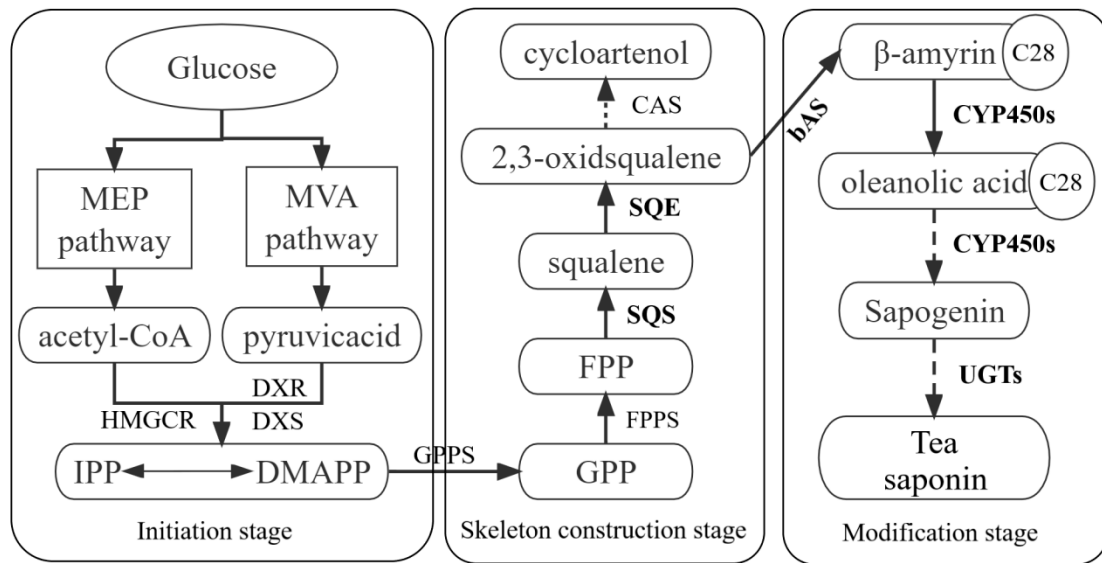 Glucose
MEP
pathway
MVA
pathway
acetyl-CoA
pyruvicacid
HMGCR
DXR
DXS
IPP
DMAPP
Initiation stage
GPPS
cycloartenol
CAS
2,3-oxidsqualene
SQE
squalene
SQS
FPP
FPPS
GPP
Skeleton construction stage
bAS
β-amyrin
C28
CYP450s
oleanolic acid
C28
CYP450s
Sapogenin
UGTs
Tea
saponin
Modification stage